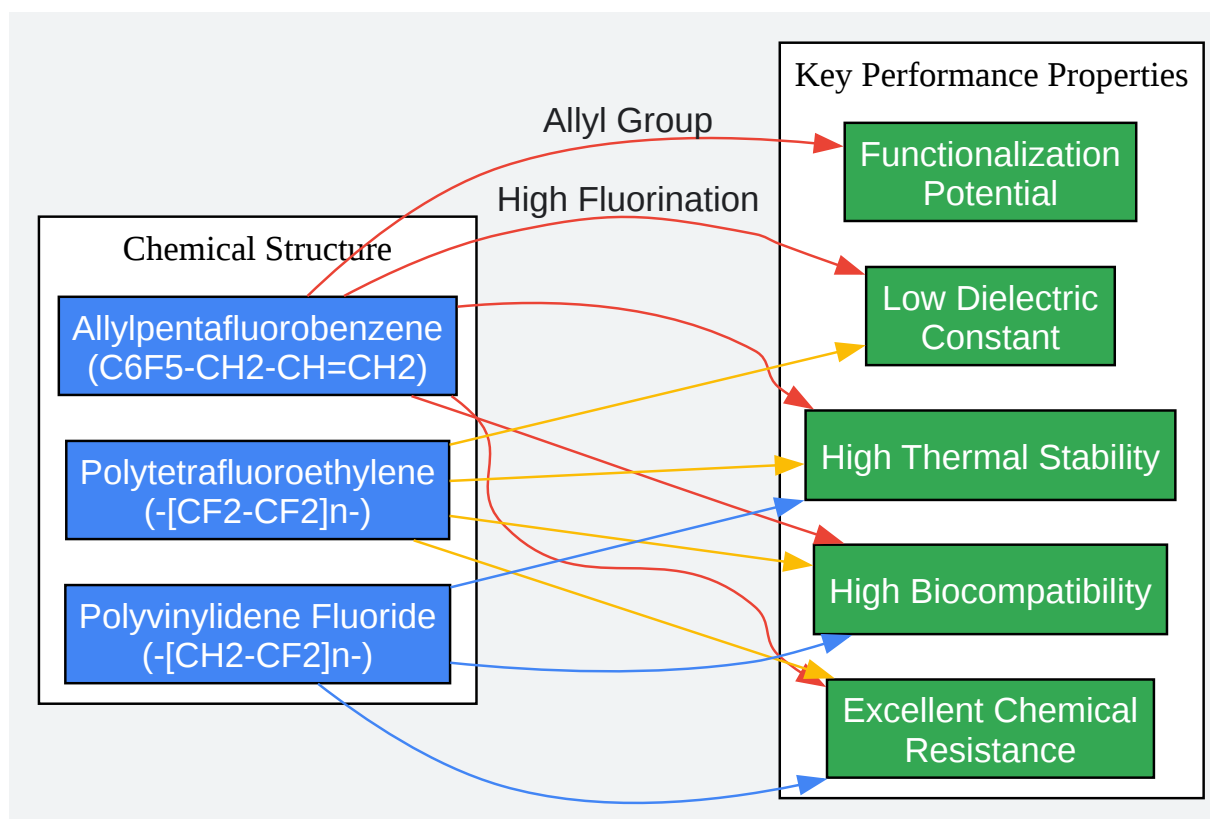 Key Performance Properties
Allyl Group
Functionalization
Potential
High Fluorination
Chemical Structure
Low Dielectric
Constant
Allylpentafluorobenzene
(C6F5-CH2-CH=CH2)
High Thermal Stability
Polytetrafluoroethylene
(-[CF2-CF2]n-)
High Biocompatibility
Polyvinylidene Fluoride
(-[CH2-CF2]n-)
Excellent Chemical
Resistance